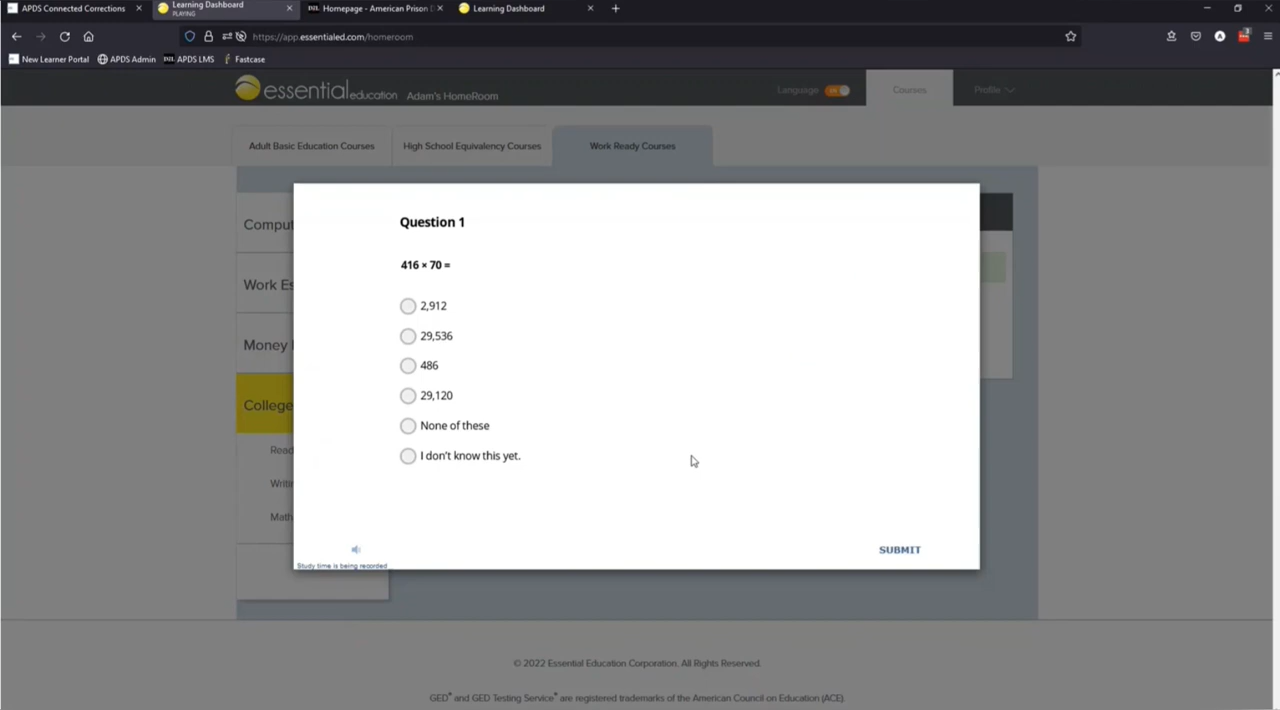 APDS Connected Corrections
Learning Dashboard
PLAYING
Homepage - American Prison D
Learning Dashboard
https://app.essentialed.com/homeroom
New Learner Portal
APDS Admin
APDS LMS
Fastcase
essential education
Adam's HomeRoom
Language
EN
Courses
Profile
Adult Basic Education Courses
High School Equivalency Courses
Work Ready Courses
Comput
Work Es
Money
College
Read
Writin
Math
Question 1
416 × 70 =
2,912
29,536
486
29,120
None of these
I don't know this yet.
SUBMIT
Study time is being recorded
© 2022 Essential Education Corporation. All Rights Reserved.
GED® and GED Testing Service® are registered trademarks of the American Council on Education (ACE).